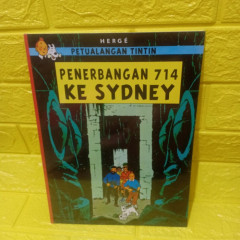 HERGÉ
PETUALANGAN TINTIN
PENERBANGAN 714
KE SYDNEY